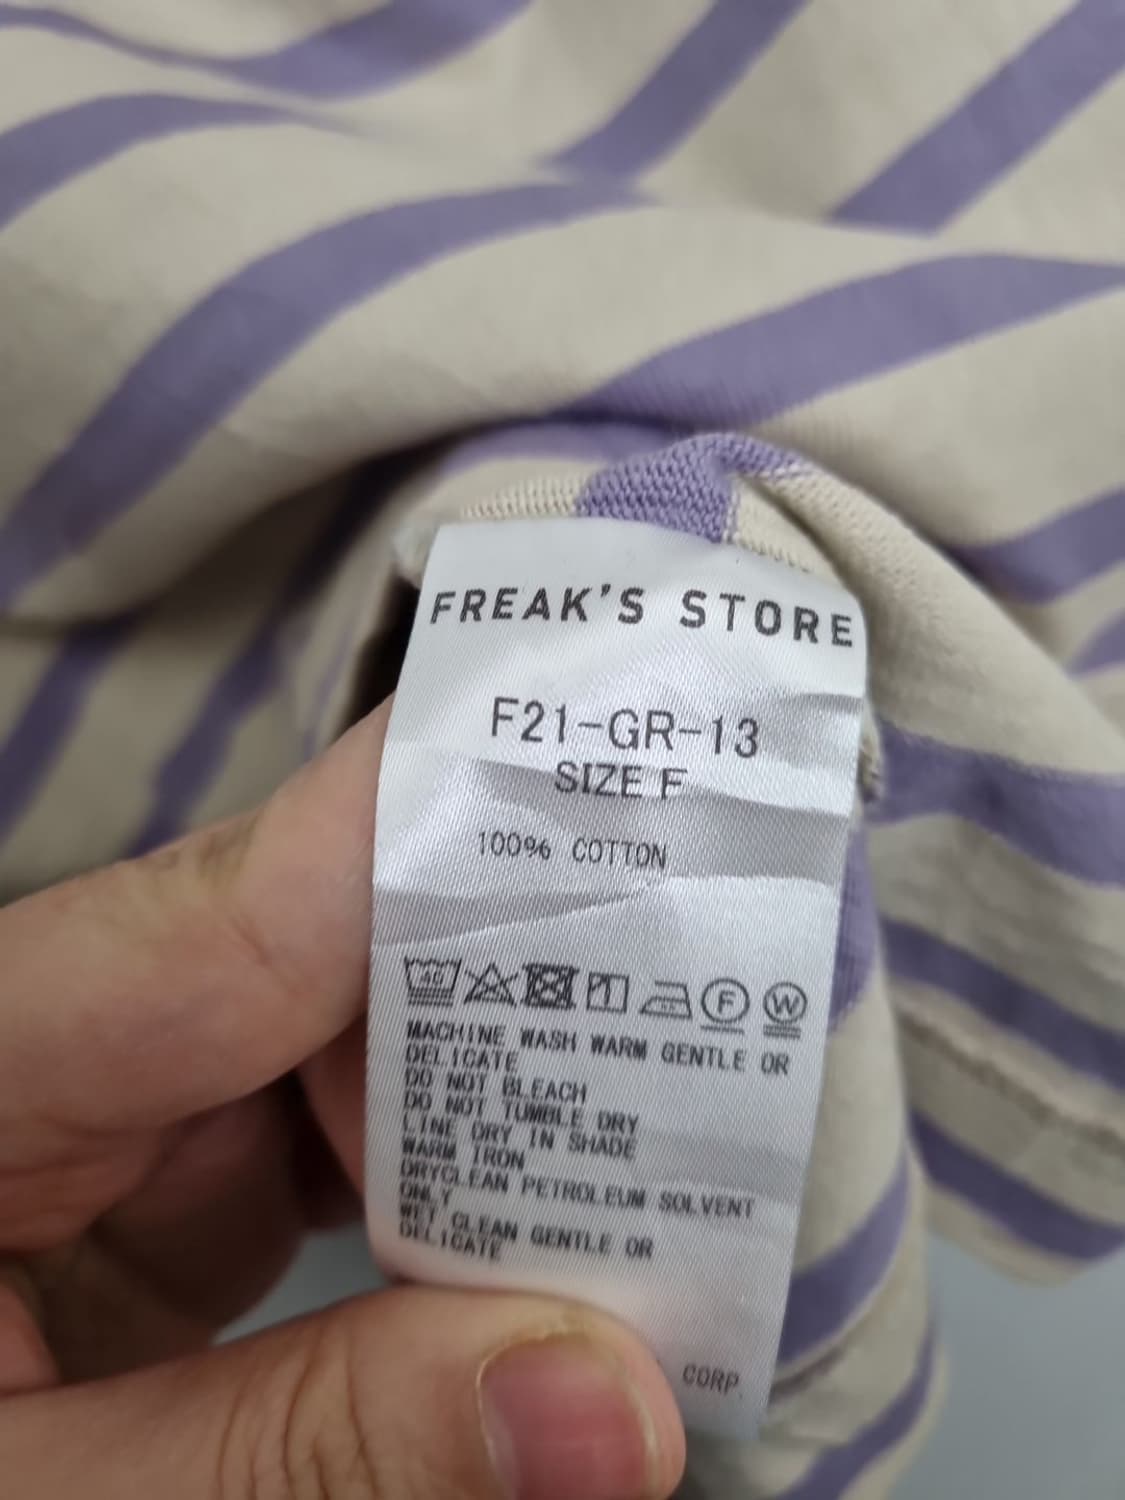 FREAK'S STORE
F21-GR-13
SIZE F
100% COTTON
40 F W
MACHINE WASH WARM GENTLE OR
DELICATE
DO NOT BLEACH
DO NOT TUMBLE DRY
LINE DRY IN SHADE
WARM IRON
DRYCLEAN PETROLEUM SOLVENT
ONLY
WET CLEAN GENTLE OR
DELICATE
CORP.